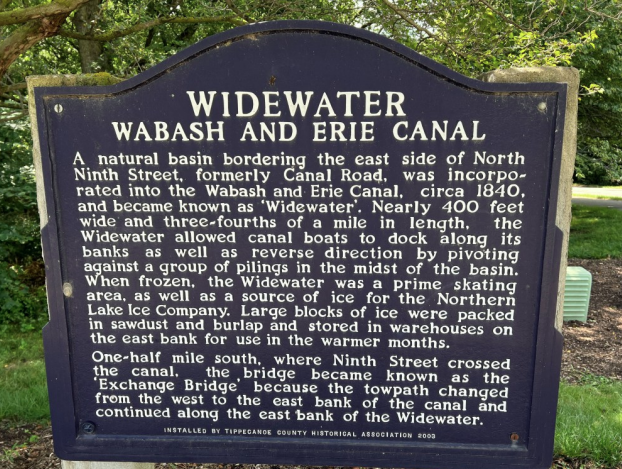 WIDEWATER
WABASH AND ERIE CANAL
A natural basin bordering the east side of North
Ninth Street, formerly Canal Road, was incorpo-
rated into the Wabash and Erie Canal, circa 1840,
and became known as 'Widewater'. Nearly 400 feet
wide and three-fourths of a mile in length, the
Widewater allowed canal boats to dock along its
banks as well as reverse direction by pivoting
against a group of pilings in the midst of the basin.
When frozen, the Widewater was a prime skating
area, as well as a source of ice for the Northern
Lake Ice Company. Large blocks of ice were packed
in sawdust and burlap and stored in warehouses on
the east bank for use in the warmer months.
One-half mile south, where Ninth Street crossed
the canal, the bridge became known as the
'Exchange Bridge' because the towpath changed
from the west to the east bank of the canal and
continued along the east bank of the Widewater.
INSTALLED BY TIPPECANOE COUNTY HISTORICAL ASSOCIATION 2003